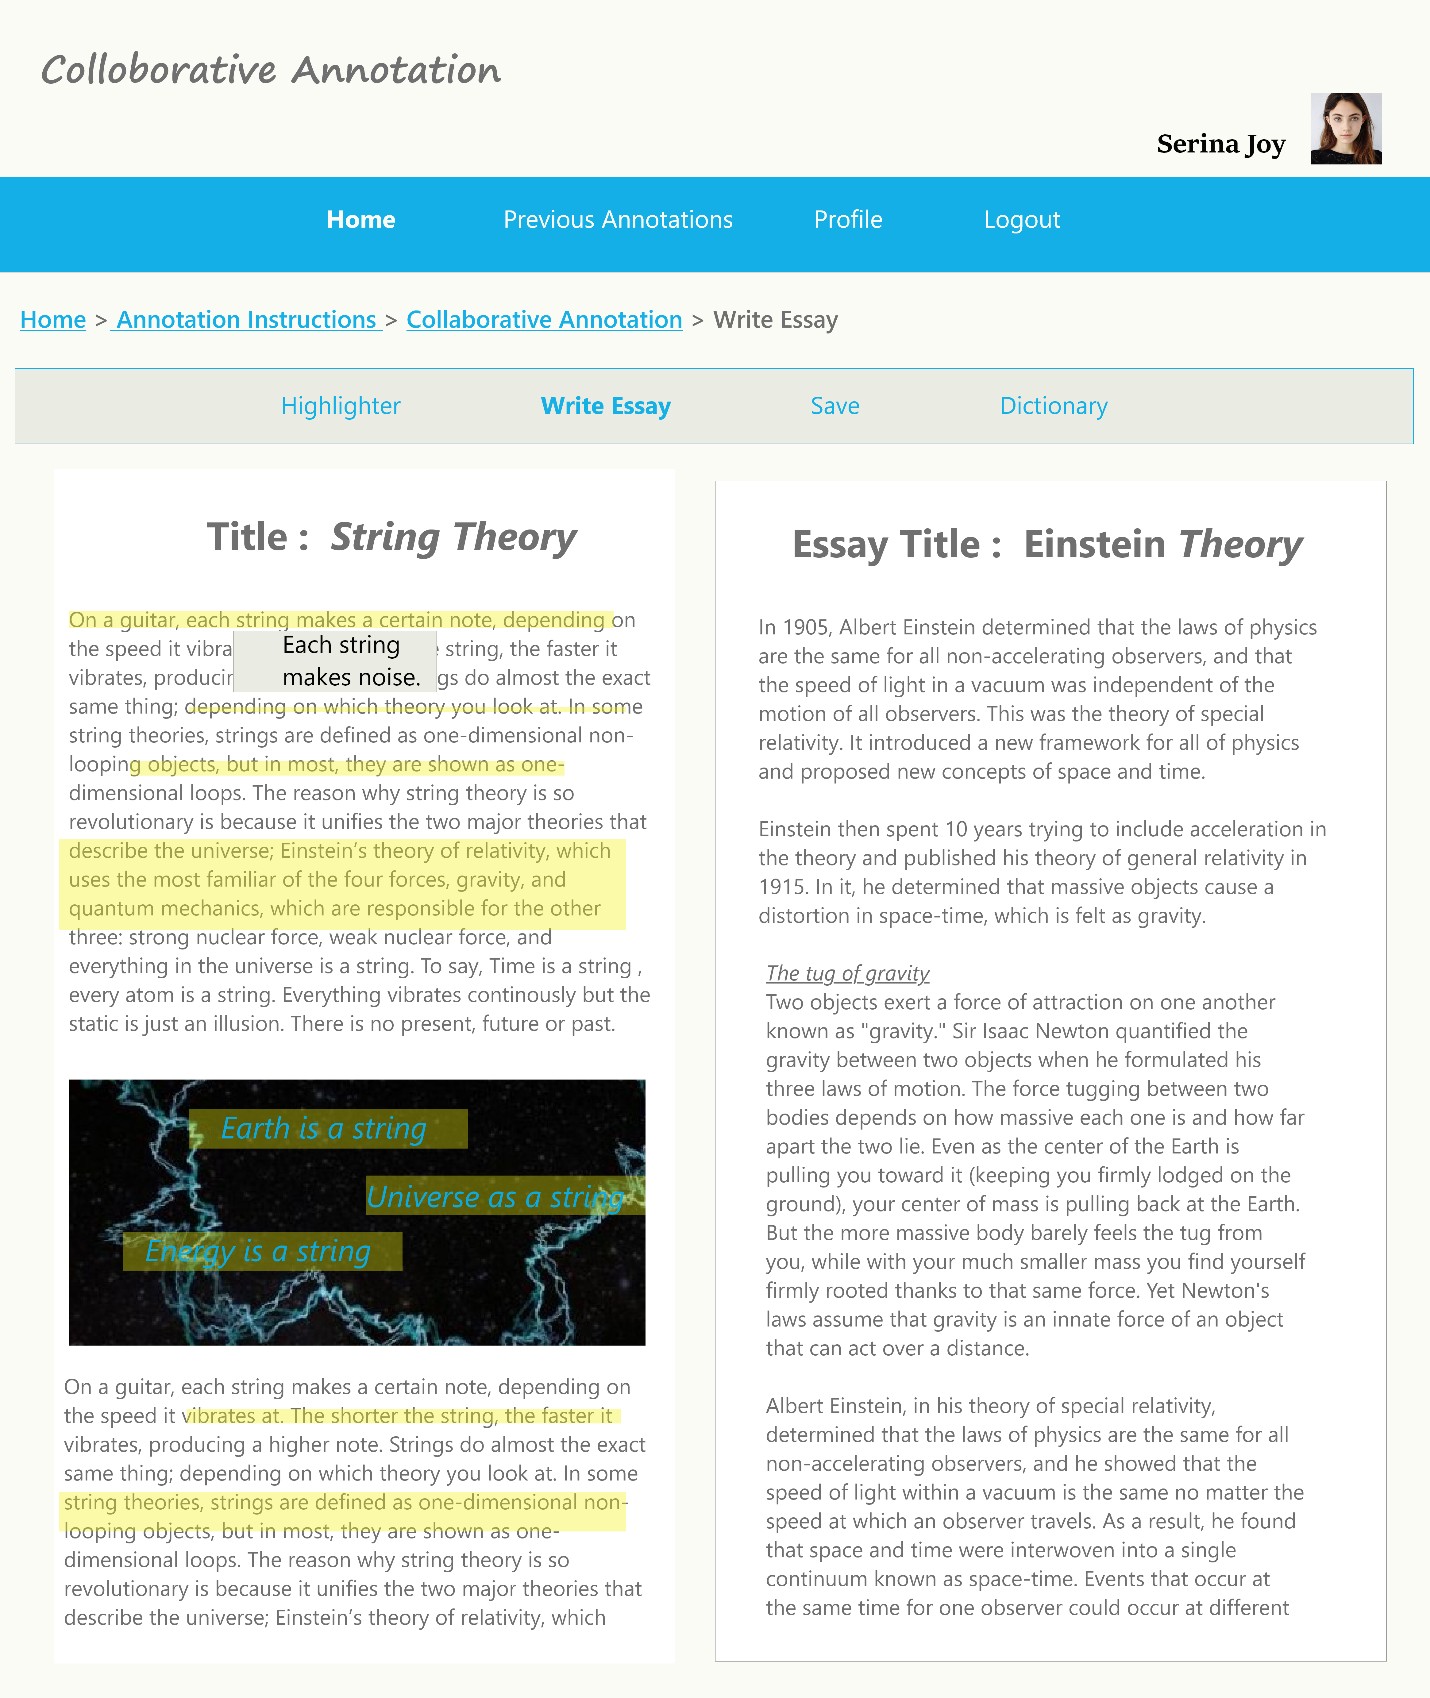 Colloborative Annotation
Serina Joy
Home Previous Annotations Profile Logout
Home > Annotation Instructions > Collaborative Annotation > Write Essay
Highlighter Write Essay Save Dictionary
Title : String Theory
On a guitar, each string makes a certain note, depending on
the speed it vibra string, the faster it
Each string
makes noise.
vibrates, producin gs do almost the exact
same thing; depending on which theory you look at. In some
string theories, strings are defined as one-dimensional non-
looping objects, but in most, they are shown as one-
dimensional loops. The reason why string theory is so
revolutionary is because it unifies the two major theories that
describe the universe; Einstein’s theory of relativity, which
uses the most familiar of the four forces, gravity, and
quantum mechanics, which are responsible for the other
three: strong nuclear force, weak nuclear force, and
everything in the universe is a string. To say, Time is a string ,
every atom is a string. Everything vibrates continously but the
static is just an illusion. There is no present, future or past.
Earth is a string
Universe as a string
Energy is a string
On a guitar, each string makes a certain note, depending on
the speed it vibrates at. The shorter the string, the faster it
vibrates, producing a higher note. Strings do almost the exact
same thing; depending on which theory you look at. In some
string theories, strings are defined as one-dimensional non-
looping objects, but in most, they are shown as one-
dimensional loops. The reason why string theory is so
revolutionary is because it unifies the two major theories that
describe the universe; Einstein’s theory of relativity, which
Essay Title : Einstein Theory
In 1905, Albert Einstein determined that the laws of physics
are the same for all non-accelerating observers, and that
the speed of light in a vacuum was independent of the
motion of all observers. This was the theory of special
relativity. It introduced a new framework for all of physics
and proposed new concepts of space and time.
Einstein then spent 10 years trying to include acceleration in
the theory and published his theory of general relativity in
1915. In it, he determined that massive objects cause a
distortion in space-time, which is felt as gravity.
The tug of gravity
Two objects exert a force of attraction on one another
known as "gravity." Sir Isaac Newton quantified the
gravity between two objects when he formulated his
three laws of motion. The force tugging between two
bodies depends on how massive each one is and how far
apart the two lie. Even as the center of the Earth is
pulling you toward it (keeping you firmly lodged on the
ground), your center of mass is pulling back at the Earth.
But the more massive body barely feels the tug from
you, while with your much smaller mass you find yourself
firmly rooted thanks to that same force. Yet Newton's
laws assume that gravity is an innate force of an object
that can act over a distance.
Albert Einstein, in his theory of special relativity,
determined that the laws of physics are the same for all
non-accelerating observers, and he showed that the
speed of light within a vacuum is the same no matter the
speed at which an observer travels. As a result, he found
that space and time were interwoven into a single
continuum known as space-time. Events that occur at
the same time for one observer could occur at different